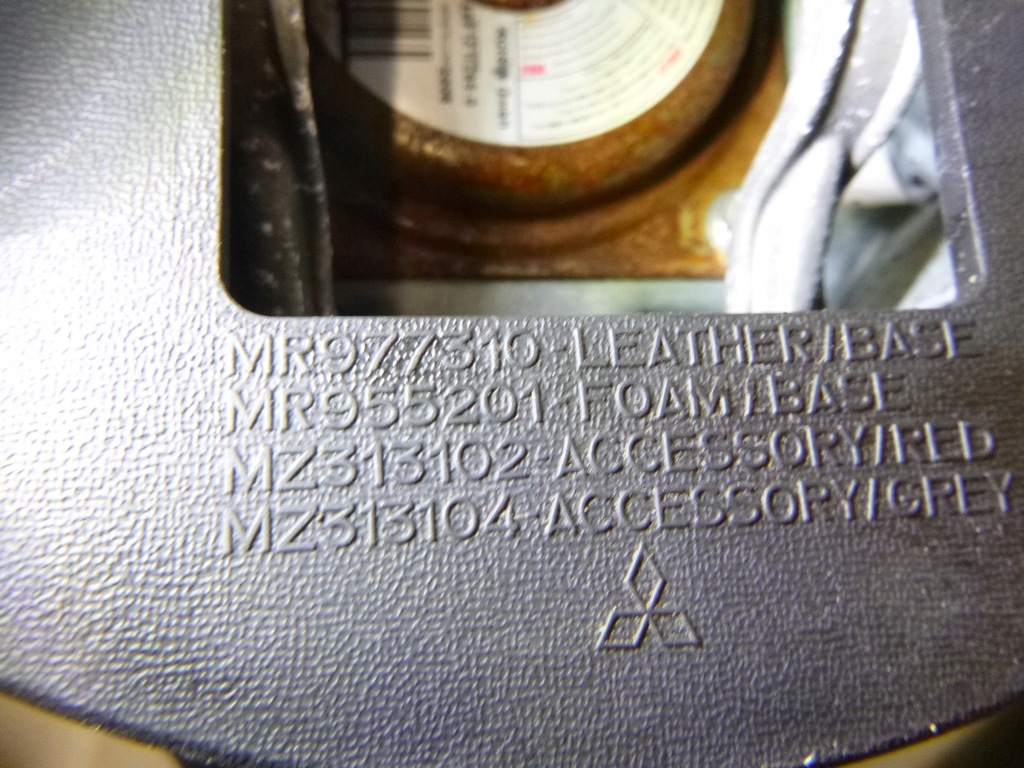 MR977310-LEATHER/BASE
MR955201-FOAM/BASE
MZ313102-ACCESSORY/RED
MZ313104-ACCESSORY/GREY